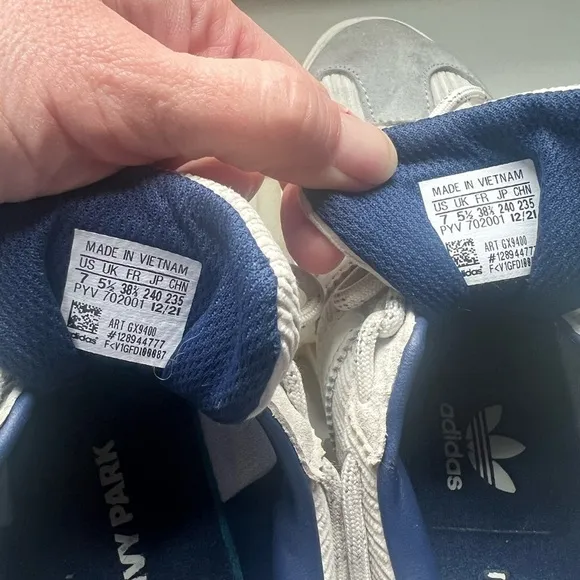 MADE IN VIETNAM
US UK FR JP CHN
7 5½ 38⅔ 240 235
PYV 702001 12/21
ART GX9400
#128944777
F<V1GFDI00087
adidas
MADE IN VIETNAM
US UK FR JP CHN
7 5½ 38⅔ 240 235
PYV 702001 12/21
ART GX9400
#128944777
adidas
PARK
adidas